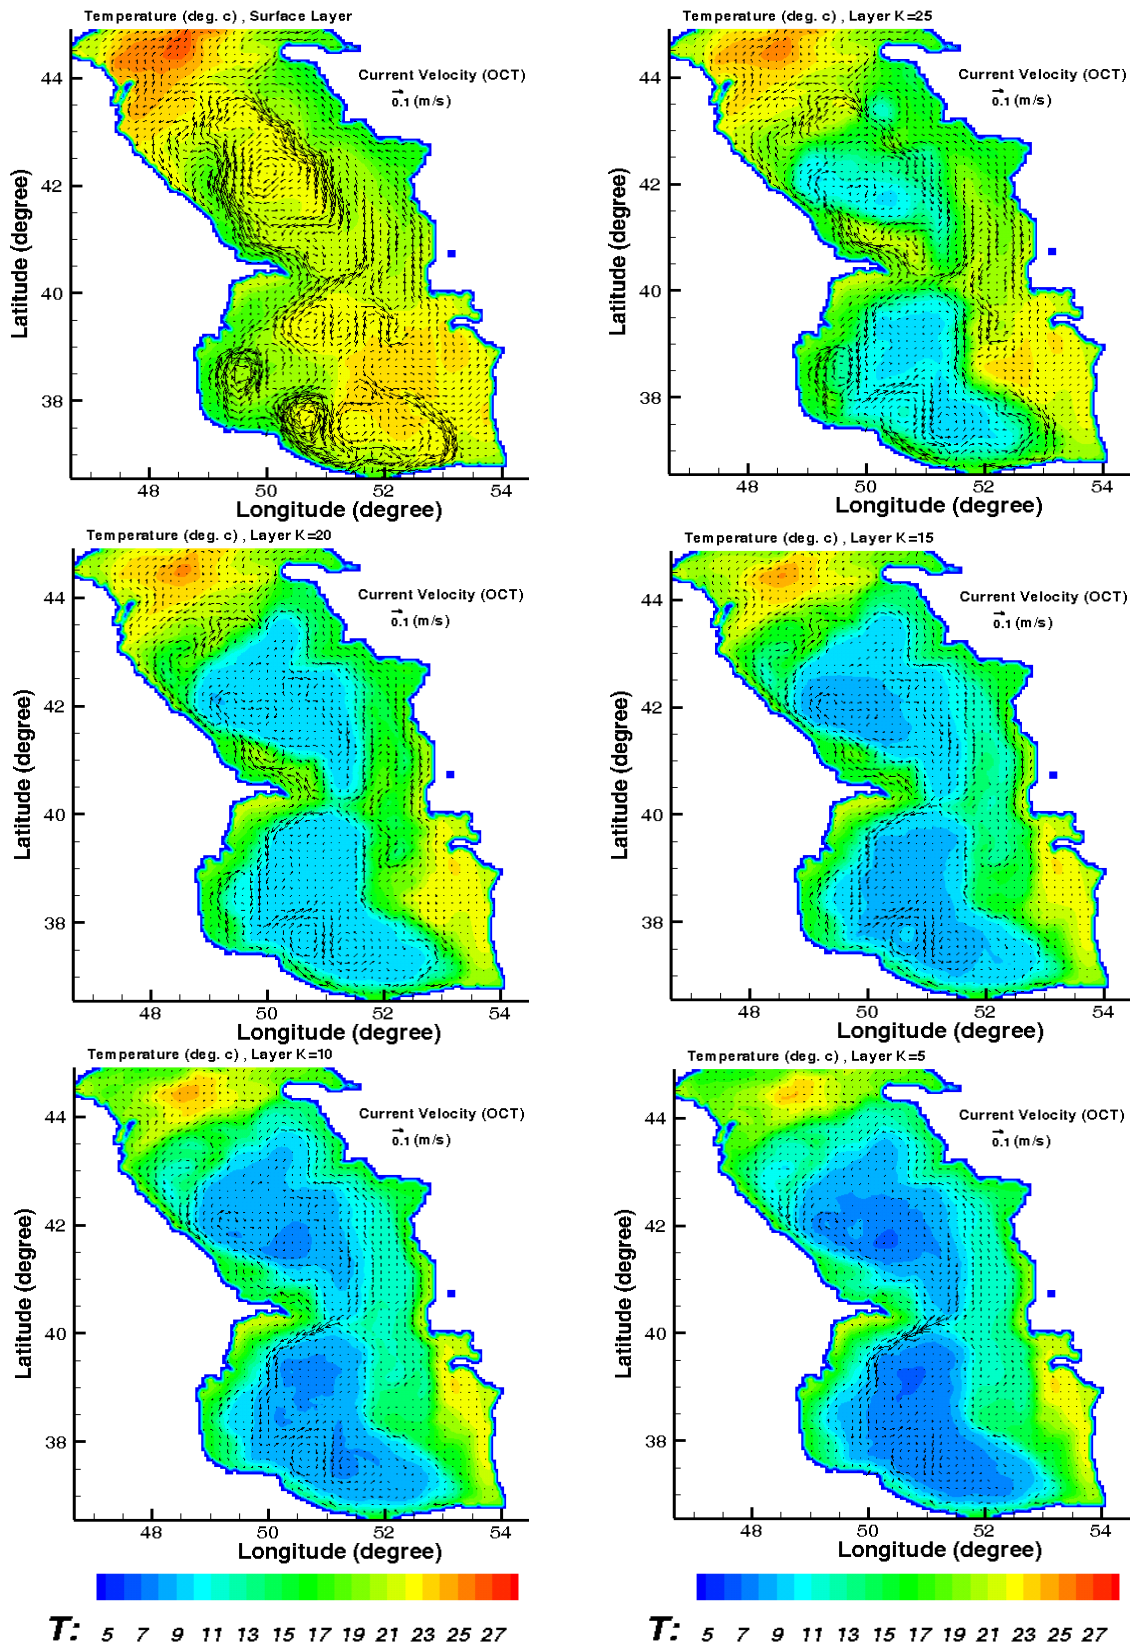 Temperature (deg. c) , Surface Layer
Current Velocity (OCT)
0.1 (m/s)
Latitude (degree)
44
42
40
38
48
50
52
54
Longitude (degree)
Temperature (deg. c) , Layer K=25
Current Velocity (OCT)
0.1 (m/s)
Latitude (degree)
44
42
40
38
48
50
52
54
Longitude (degree)
Temperature (deg. c) , Layer K=20
Current Velocity (OCT)
0.1 (m/s)
Latitude (degree)
44
42
40
38
48
50
52
54
Longitude (degree)
Temperature (deg. c) , Layer K=15
Current Velocity (OCT)
0.1 (m/s)
Latitude (degree)
44
42
40
38
48
50
52
54
Longitude (degree)
Temperature (deg. c) , Layer K=10
Current Velocity (OCT)
0.1 (m/s)
Latitude (degree)
44
42
40
38
48
50
52
54
Longitude (degree)
Temperature (deg. c) , Layer K=5
Current Velocity (OCT)
0.1 (m/s)
Latitude (degree)
44
42
40
38
48
50
52
54
Longitude (degree)
T: 5 7 9 11 13 15 17 19 21 23 25 27
T: 5 7 9 11 13 15 17 19 21 23 25 27